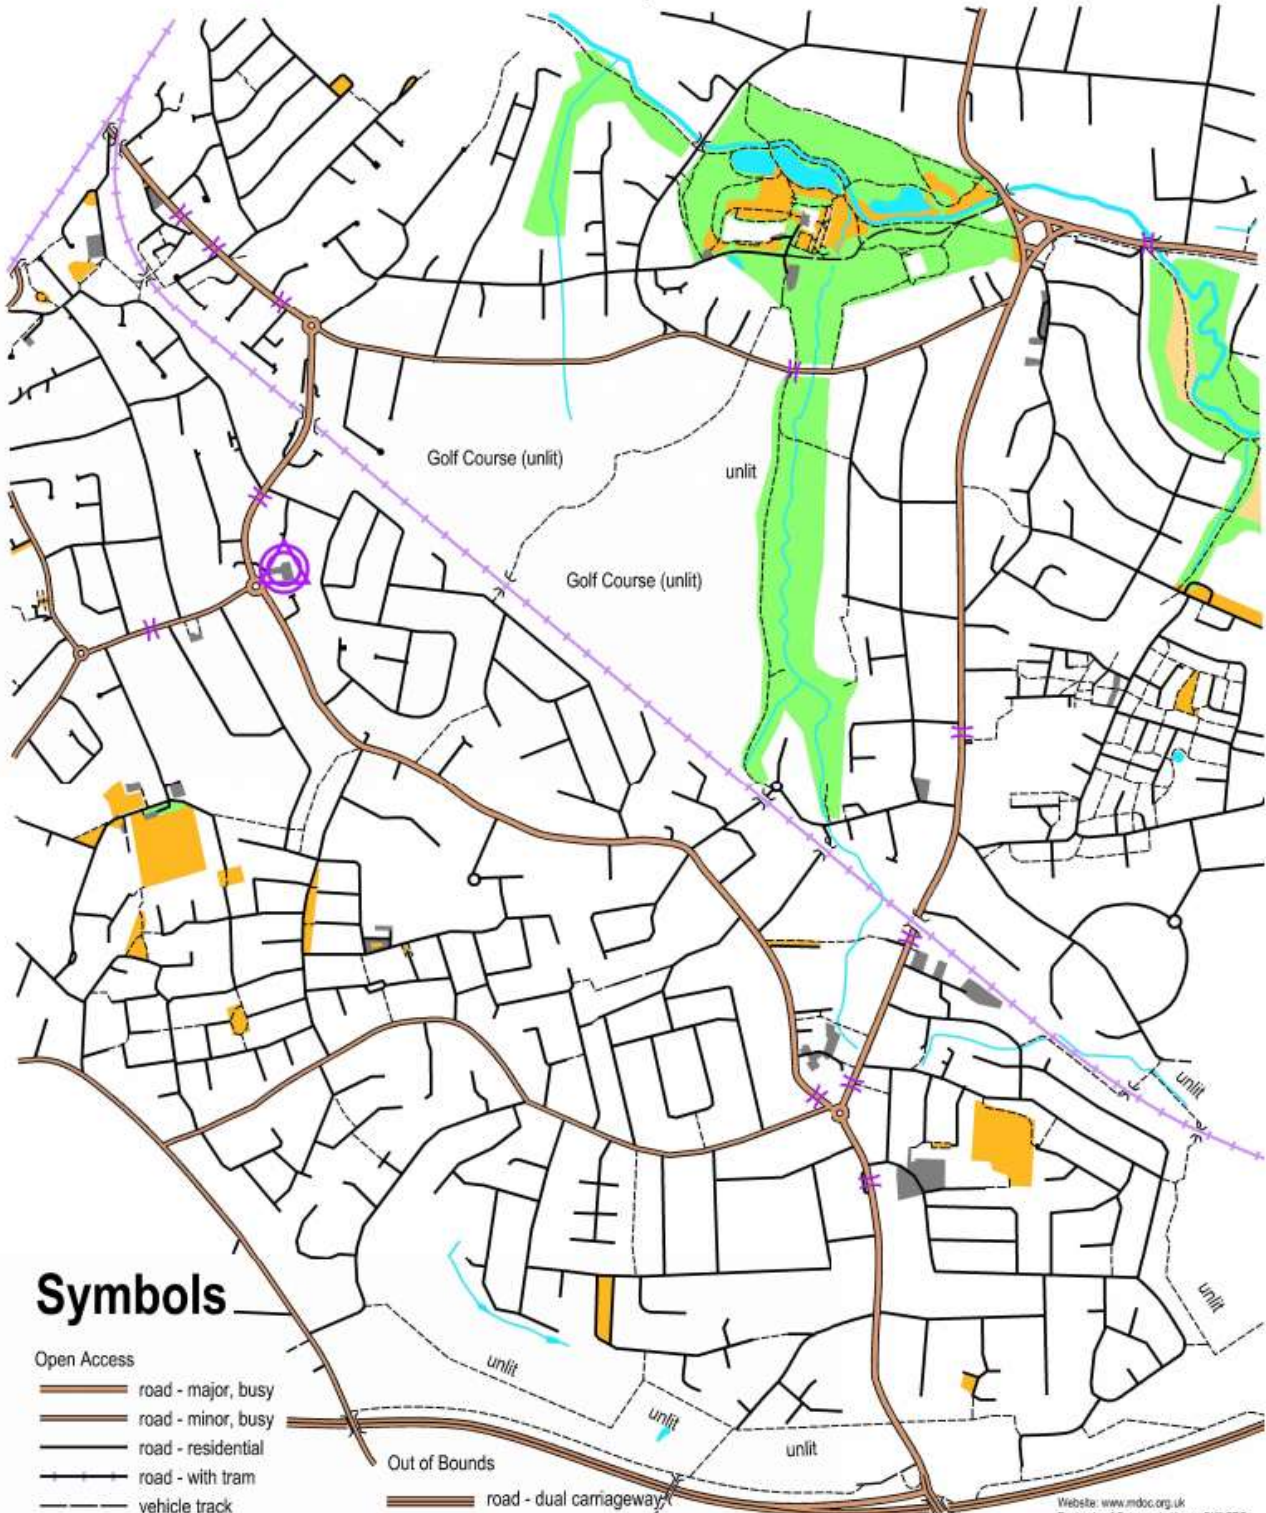 Golf Course (unlit)
unlit
Golf Course (unlit)
unlit
unlit
Symbols
Open Access
road - major, busy
road - minor, busy
road - residential
road - with tram
vehicle track
unlit
unlit
unlit
Out of Bounds
road - dual carriageway
Website: www.mdoc.org.uk